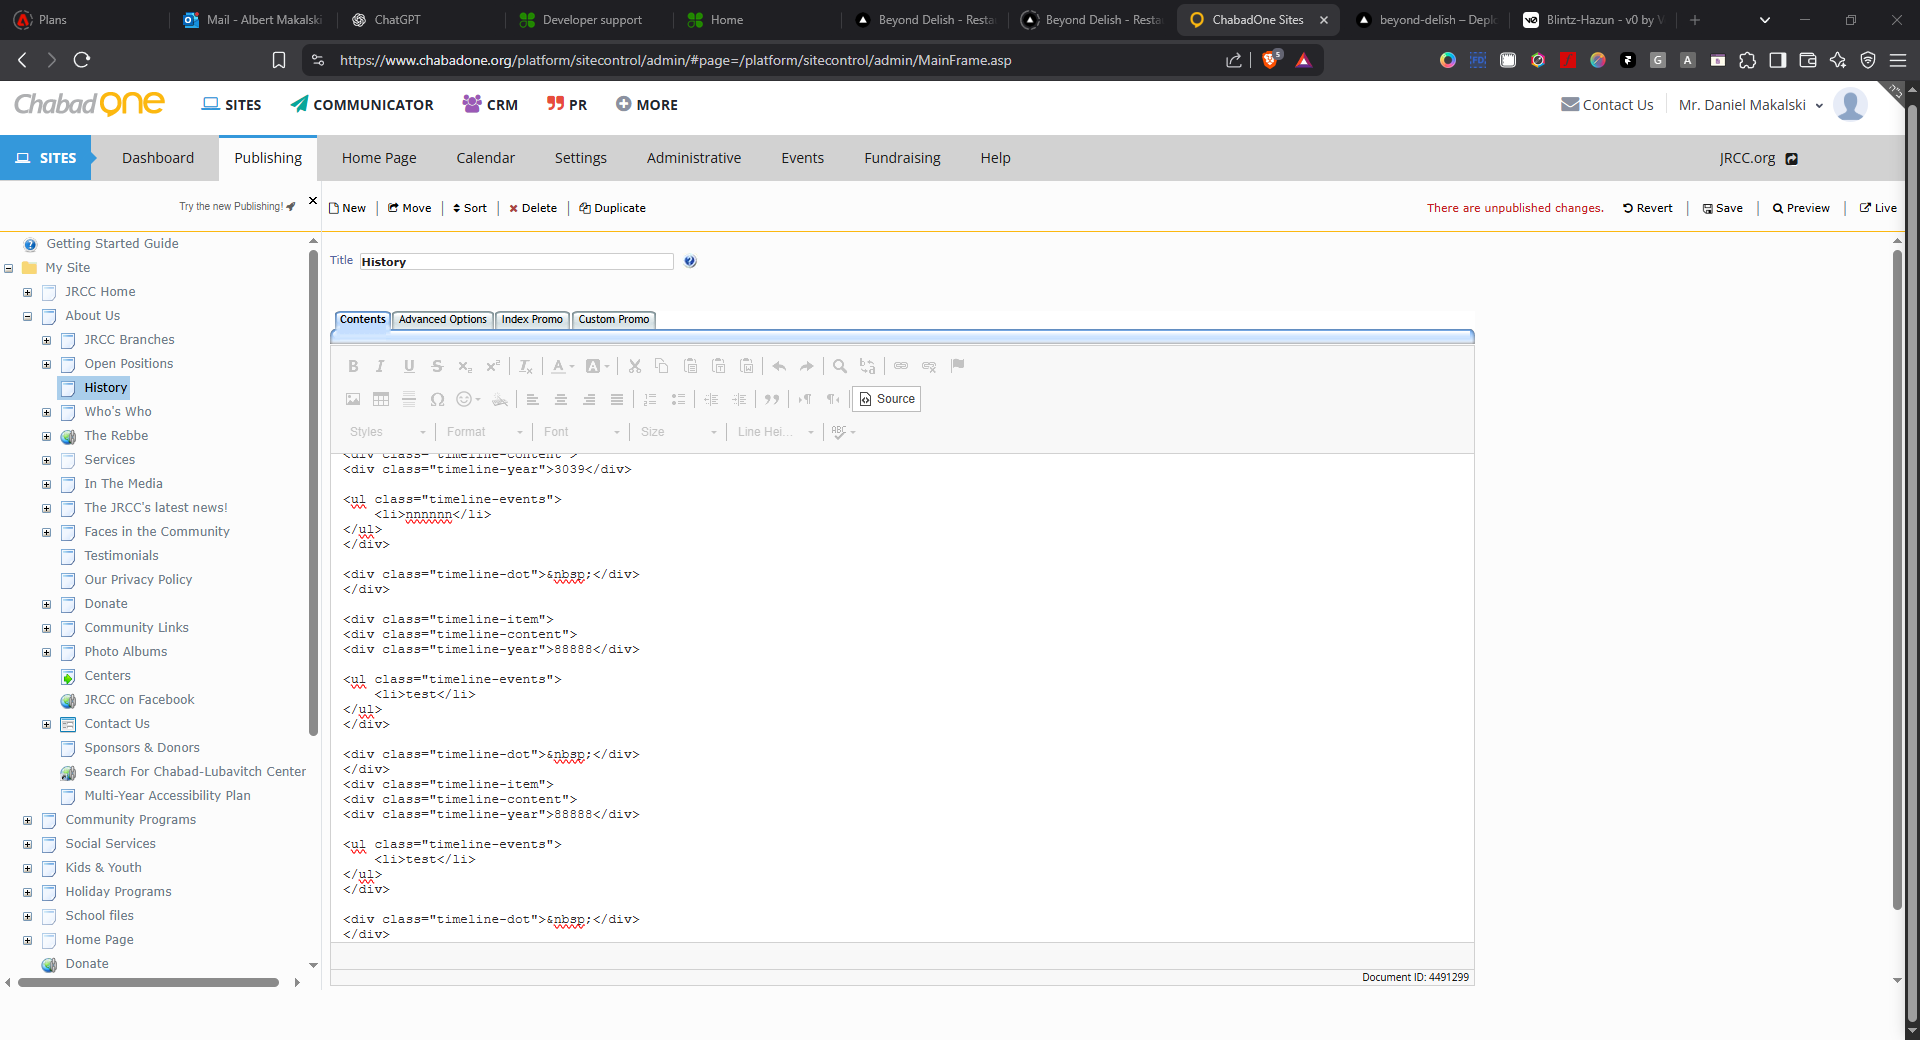 Plans
Mail - Albert Makalski
ChatGPT
Developer support
Home
Beyond Delish - Resta
Beyond Delish - Resta
ChabadOne Sites
beyond-delish – Depl
Blintz-Hazun - v0 by V
https://www.chabadone.org/platform/sitecontrol/admin/#page=/platform/sitecontrol/admin/MainFrame.asp
Chabad ONE
SITES
COMMUNICATOR
CRM
PR
MORE
Contact Us
Mr. Daniel Makalski
SITES
Dashboard
Publishing
Home Page
Calendar
Settings
Administrative
Events
Fundraising
Help
JRCC.org
Try the new Publishing!
New
Move
Sort
Delete
Duplicate
There are unpublished changes.
Revert
Save
Preview
Live
Getting Started Guide
My Site
JRCC Home
About Us
JRCC Branches
Open Positions
History
Who's Who
The Rebbe
Services
In The Media
The JRCC's latest news!
Faces in the Community
Testimonials
Our Privacy Policy
Donate
Community Links
Photo Albums
Centers
JRCC on Facebook
Contact Us
Sponsors & Donors
Search For Chabad-Lubavitch Center
Multi-Year Accessibility Plan
Community Programs
Social Services
Kids & Youth
Holiday Programs
School files
Home Page
Donate
Title History
Contents
Advanced Options
Index Promo
Custom Promo
Source
Styles
Format
Font
Size
Line Hei...
<div class="timeline-content">
<div class="timeline-year">3039</div>
<ul class="timeline-events">
<li>nnnnnn</li>
</ul>
</div>
<div class="timeline-dot">&nbsp;</div>
</div>
<div class="timeline-item">
<div class="timeline-content">
<div class="timeline-year">88888</div>
<ul class="timeline-events">
<li>test</li>
</ul>
</div>
<div class="timeline-dot">&nbsp;</div>
</div>
<div class="timeline-item">
<div class="timeline-content">
<div class="timeline-year">88888</div>
<ul class="timeline-events">
<li>test</li>
</ul>
</div>
<div class="timeline-dot">&nbsp;</div>
</div>
Document ID: 4491299